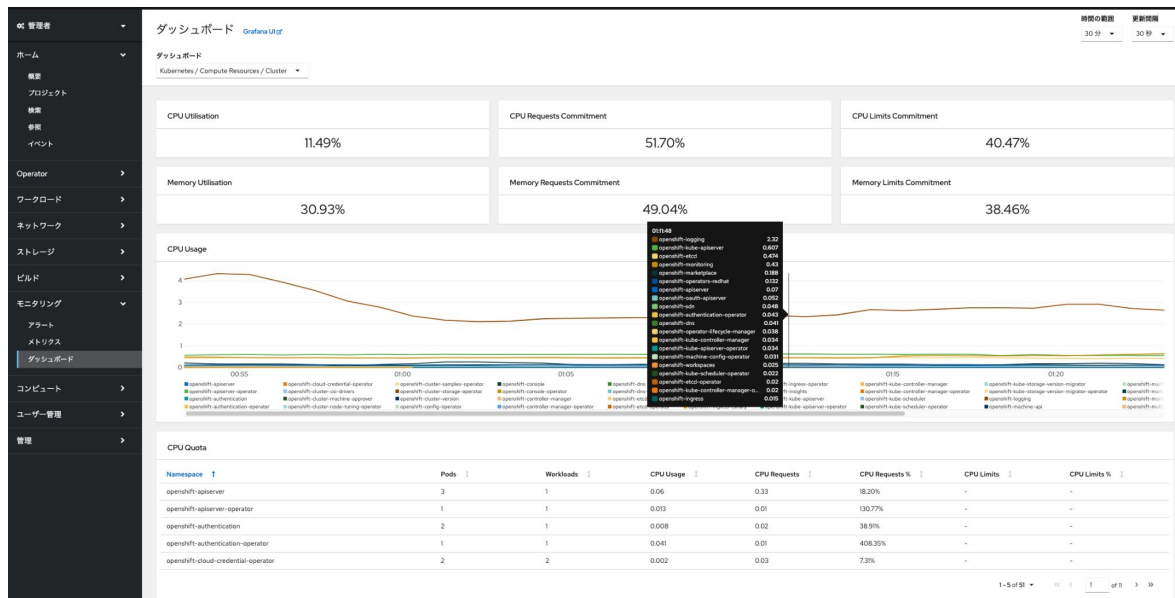 管理者
ダッシュボード Grafana UI
時間の範囲 更新間隔
30 分 30 秒
ホーム
概要
プロジェクト
検索
参照
イベント
Operator
ワークロード
ネットワーク
ストレージ
ビルド
モニタリング
アラート
メトリクス
ダッシュボード
コンピュート
ユーザー管理
管理
ダッシュボード
Kubernetes / Compute Resources / Cluster
CPU Utilisation
11.49%
CPU Requests Commitment
51.70%
CPU Limits Commitment
40.47%
Memory Utilisation
30.93%
Memory Requests Commitment
49.04%
Memory Limits Commitment
38.46%
CPU Usage
4
3
2
1
0
00:55 01:00 01:05 01:15 01:20
01:11:48
openshift-logging 2.32
openshift-kube-apiserver 0.607
openshift-etcd 0.474
openshift-monitoring 0.43
openshift-marketplace 0.188
openshift-operators-redhat 0.132
openshift-apiserver 0.07
openshift-oauth-apiserver 0.052
openshift-sdn 0.048
openshift-authentication-operator 0.043
openshift-dns 0.041
openshift-operator-lifecycle-manager 0.038
openshift-kube-controller-manager 0.034
openshift-kube-apiserver-operator 0.034
openshift-machine-config-operator 0.031
openshift-workspaces 0.025
openshift-kube-scheduler-operator 0.022
openshift-etcd-operator 0.02
openshift-kube-controller-manager-o... 0.02
openshift-ingress 0.015
openshift-apiserver openshift-cloud-credential-operator openshift-cluster-samples-operator openshift-console openshift-dns openshift-ingress-operator openshift-kube-controller-manager openshift-kube-storage-version-migrator
openshift-apiserver-operator openshift-cluster-csi-drivers openshift-cluster-storage-operator openshift-console-operator openshift-insights openshift-kube-controller-manager-operator openshift-kube-storage-version-migrator-operator
openshift-authentication openshift-cluster-machine-approver openshift-cluster-version openshift-controller-manager openshift-kube-apiserver openshift-kube-scheduler openshift-logging
openshift-authentication-operator openshift-cluster-node-tuning-operator openshift-config-operator openshift-controller-manager-operator openshift-kube-apiserver-operator openshift-kube-scheduler-operator openshift-machine-api
CPU Quota
Namespace Pods Workloads CPU Usage CPU Requests CPU Requests % CPU Limits CPU Limits %
openshift-apiserver 3 1 0.06 0.33 18.20% - -
openshift-apiserver-operator 1 1 0.013 0.01 130.77% - -
openshift-authentication 2 1 0.008 0.02 38.91% - -
openshift-authentication-operator 1 1 0.041 0.01 408.35% - -
openshift-cloud-credential-operator 2 2 0.002 0.03 7.31% - -
1 - 5 of 51 1 of 11